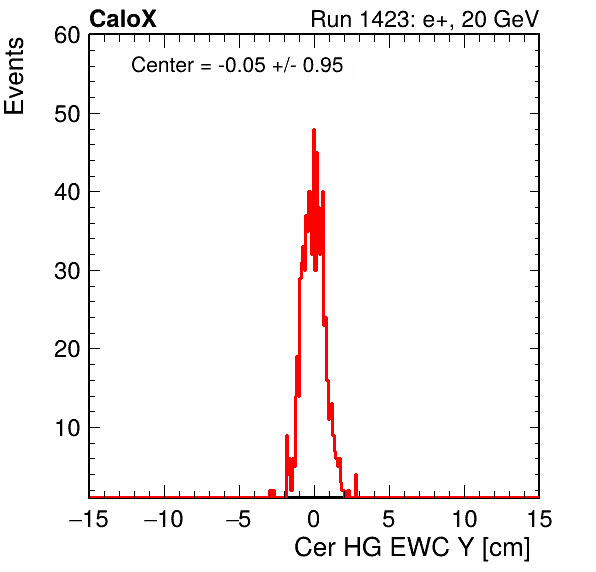 CaloX
Run 1423: e+, 20 GeV
Center = -0.05 +/- 0.95
Events
60
50
40
30
20
10
−15
−10
−5
0
5
10
15
Cer HG EWC Y [cm]